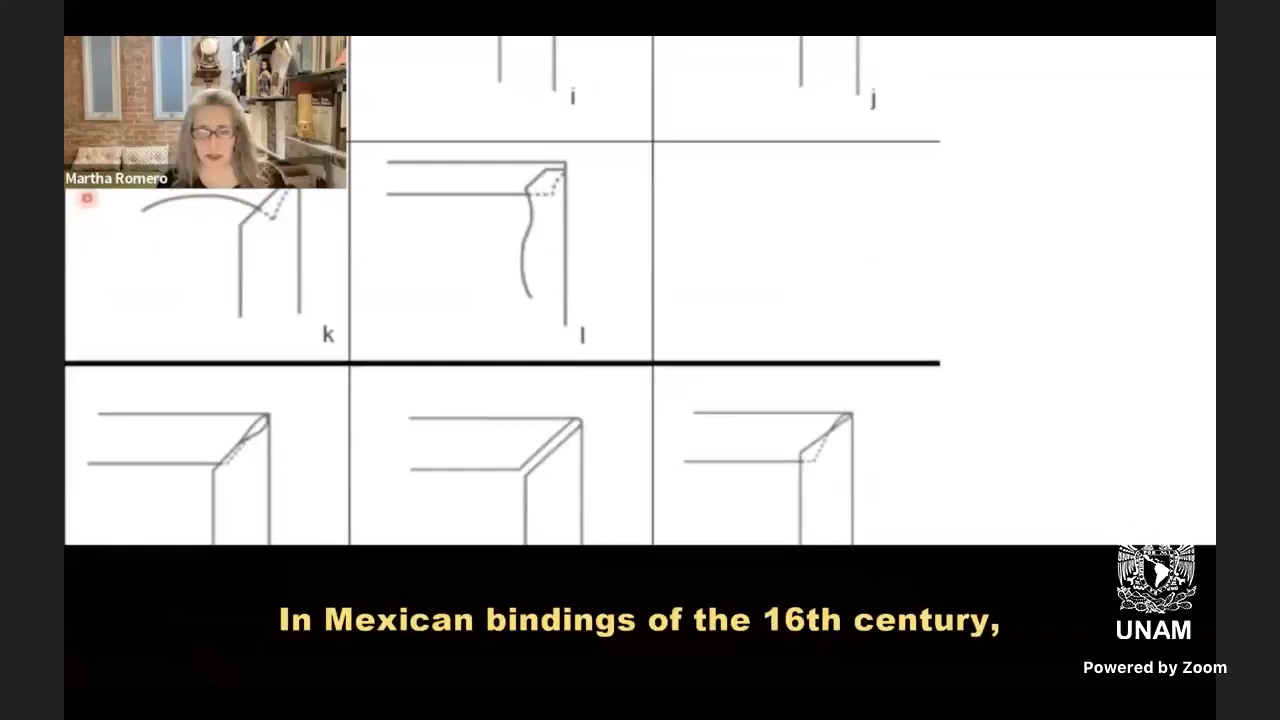 i
j
Martha Romero
k
l
In Mexican bindings of the 16th century,
UNAM
Powered by Zoom